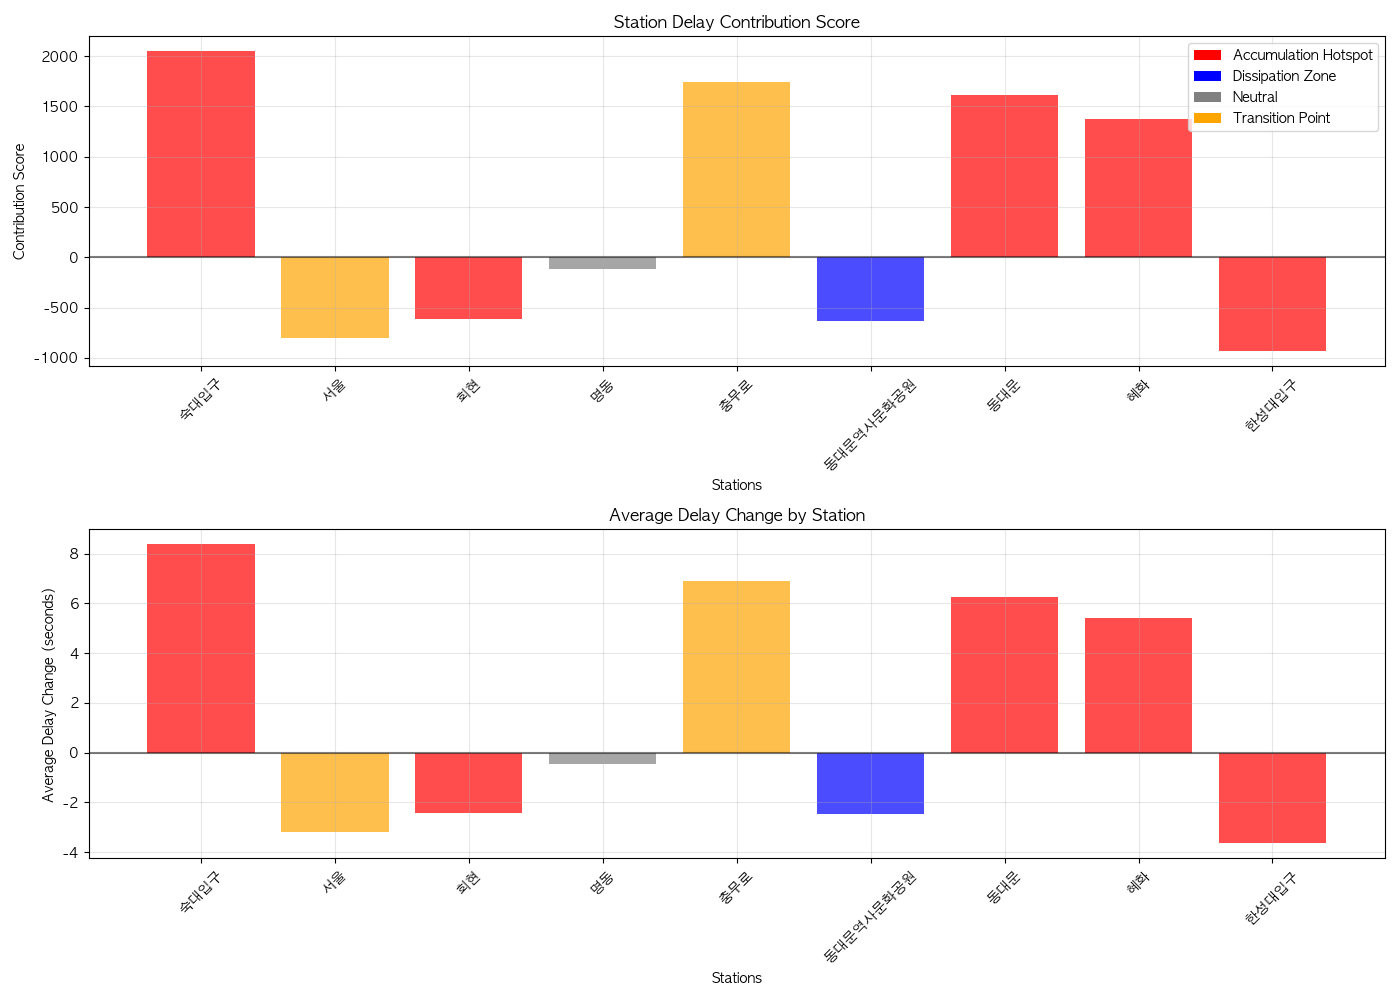 Station Delay Contribution Score
Contribution Score
2000
1500
1000
500
0
-500
-1000
Accumulation Hotspot
Dissipation Zone
Neutral
Transition Point
숙대입구
서울
회현
명동
충무로
동대문역사문화공원
동대문
혜화
한성대입구
Stations
Average Delay Change by Station
Average Delay Change (seconds)
8
6
4
2
0
-2
-4
숙대입구
서울
회현
명동
충무로
동대문역사문화공원
동대문
혜화
한성대입구
Stations